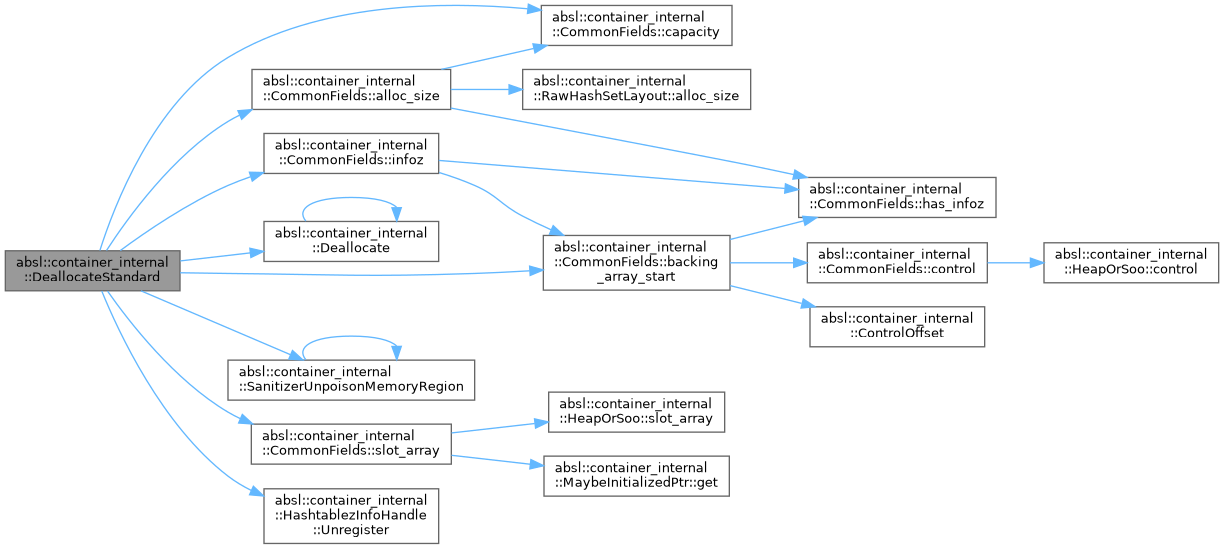 absl::container_internal
::CommonFields::capacity
absl::container_internal
::CommonFields::alloc_size
absl::container_internal
::RawHashSetLayout::alloc_size
absl::container_internal
::CommonFields::infoz
absl::container_internal
::CommonFields::has_infoz
absl::container_internal
::Deallocate
absl::container_internal
::CommonFields::backing
_array_start
absl::container_internal
::CommonFields::control
absl::container_internal
::HeapOrSoo::control
absl::container_internal
::DeallocateStandard
absl::container_internal
::ControlOffset
absl::container_internal
::SanitizerUnpoisonMemoryRegion
absl::container_internal
::HeapOrSoo::slot_array
absl::container_internal
::CommonFields::slot_array
absl::container_internal
::MaybeInitializedPtr::get
absl::container_internal
::HashtablezInfoHandle
::Unregister